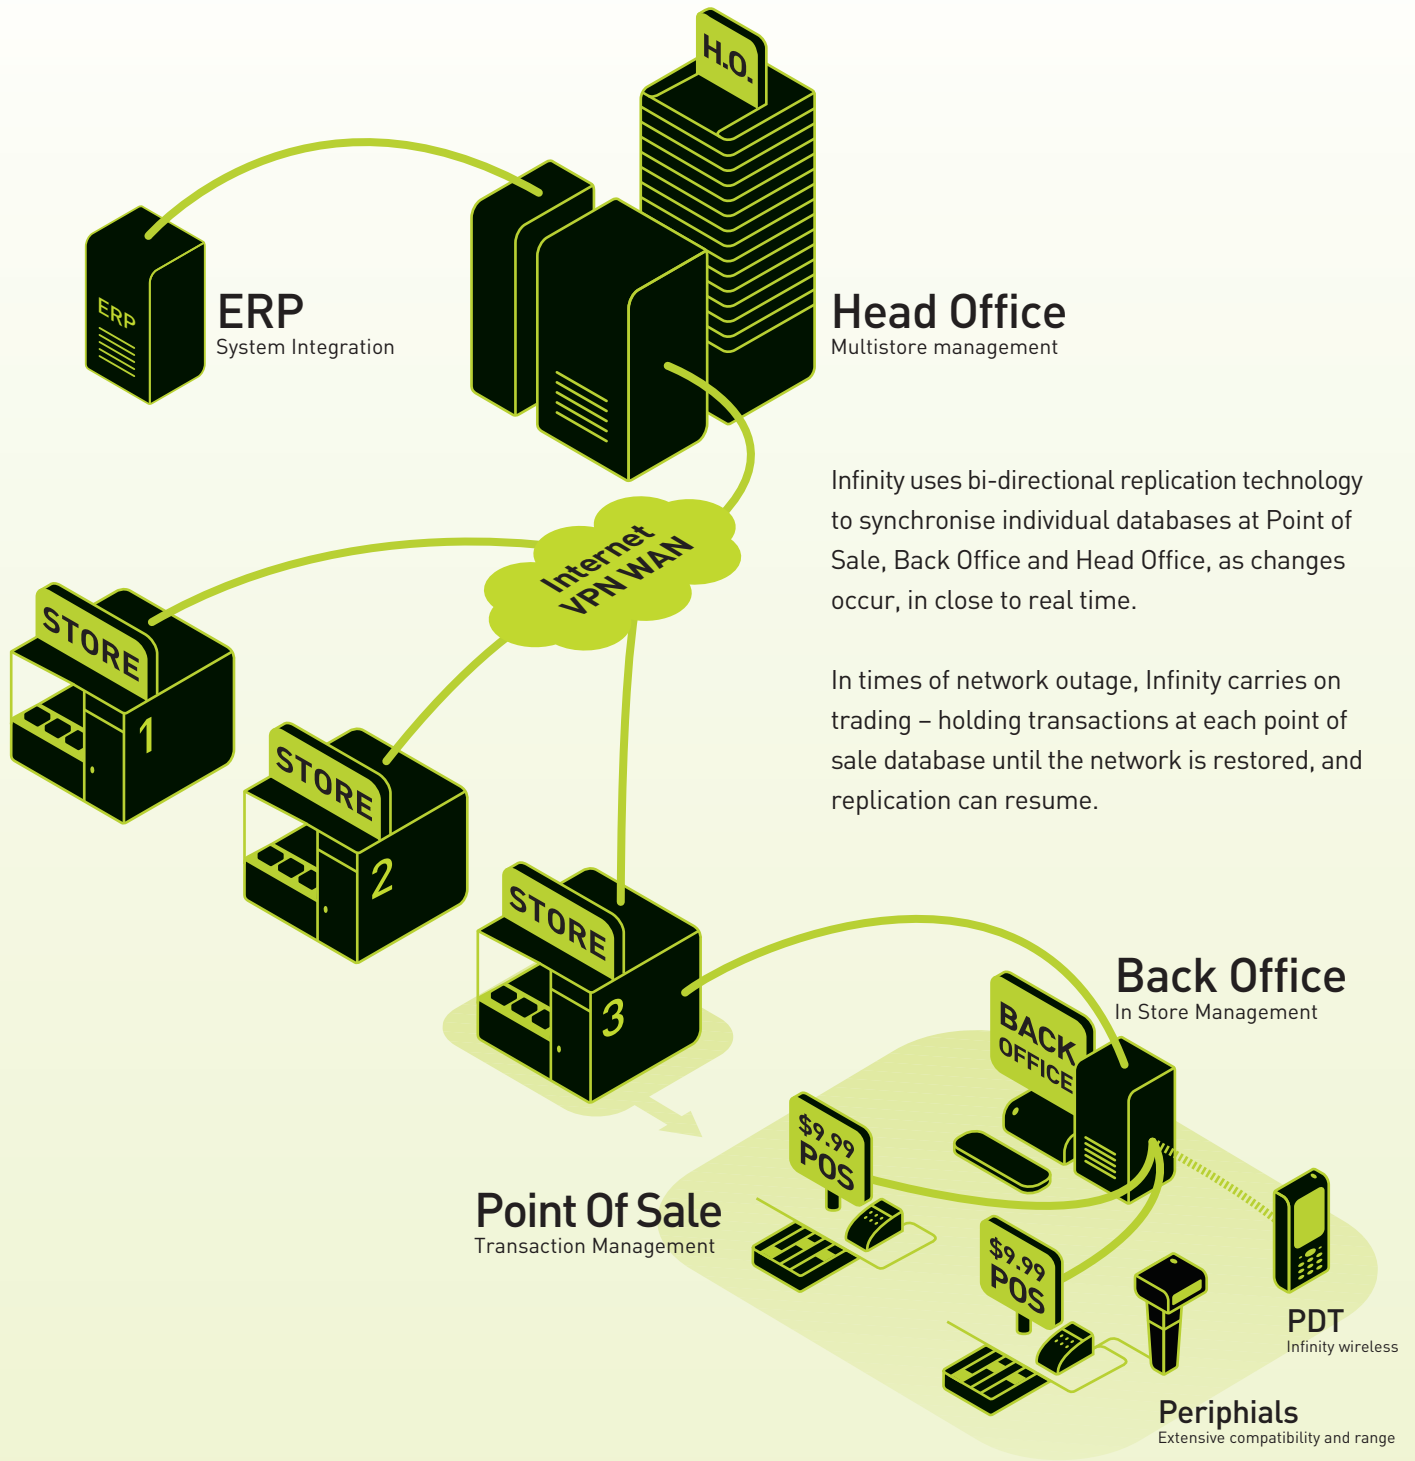 H.O.
ERP
ERP
System Integration
Head Office
Multistore management
Infinity uses bi-directional replication technology
to synchronise individual databases at Point of
Sale, Back Office and Head Office, as changes
occur, in close to real time.
In times of network outage, Infinity carries on
trading – holding transactions at each point of
sale database until the network is restored, and
replication can resume.
Internet
VPN WAN
STORE
1
STORE
2
STORE
3
Back Office
In Store Management
BACK
OFFICE
$9.99
POS
Point Of Sale
Transaction Management
$9.99
POS
PDT
Infinity wireless
Periphials
Extensive compatibility and range